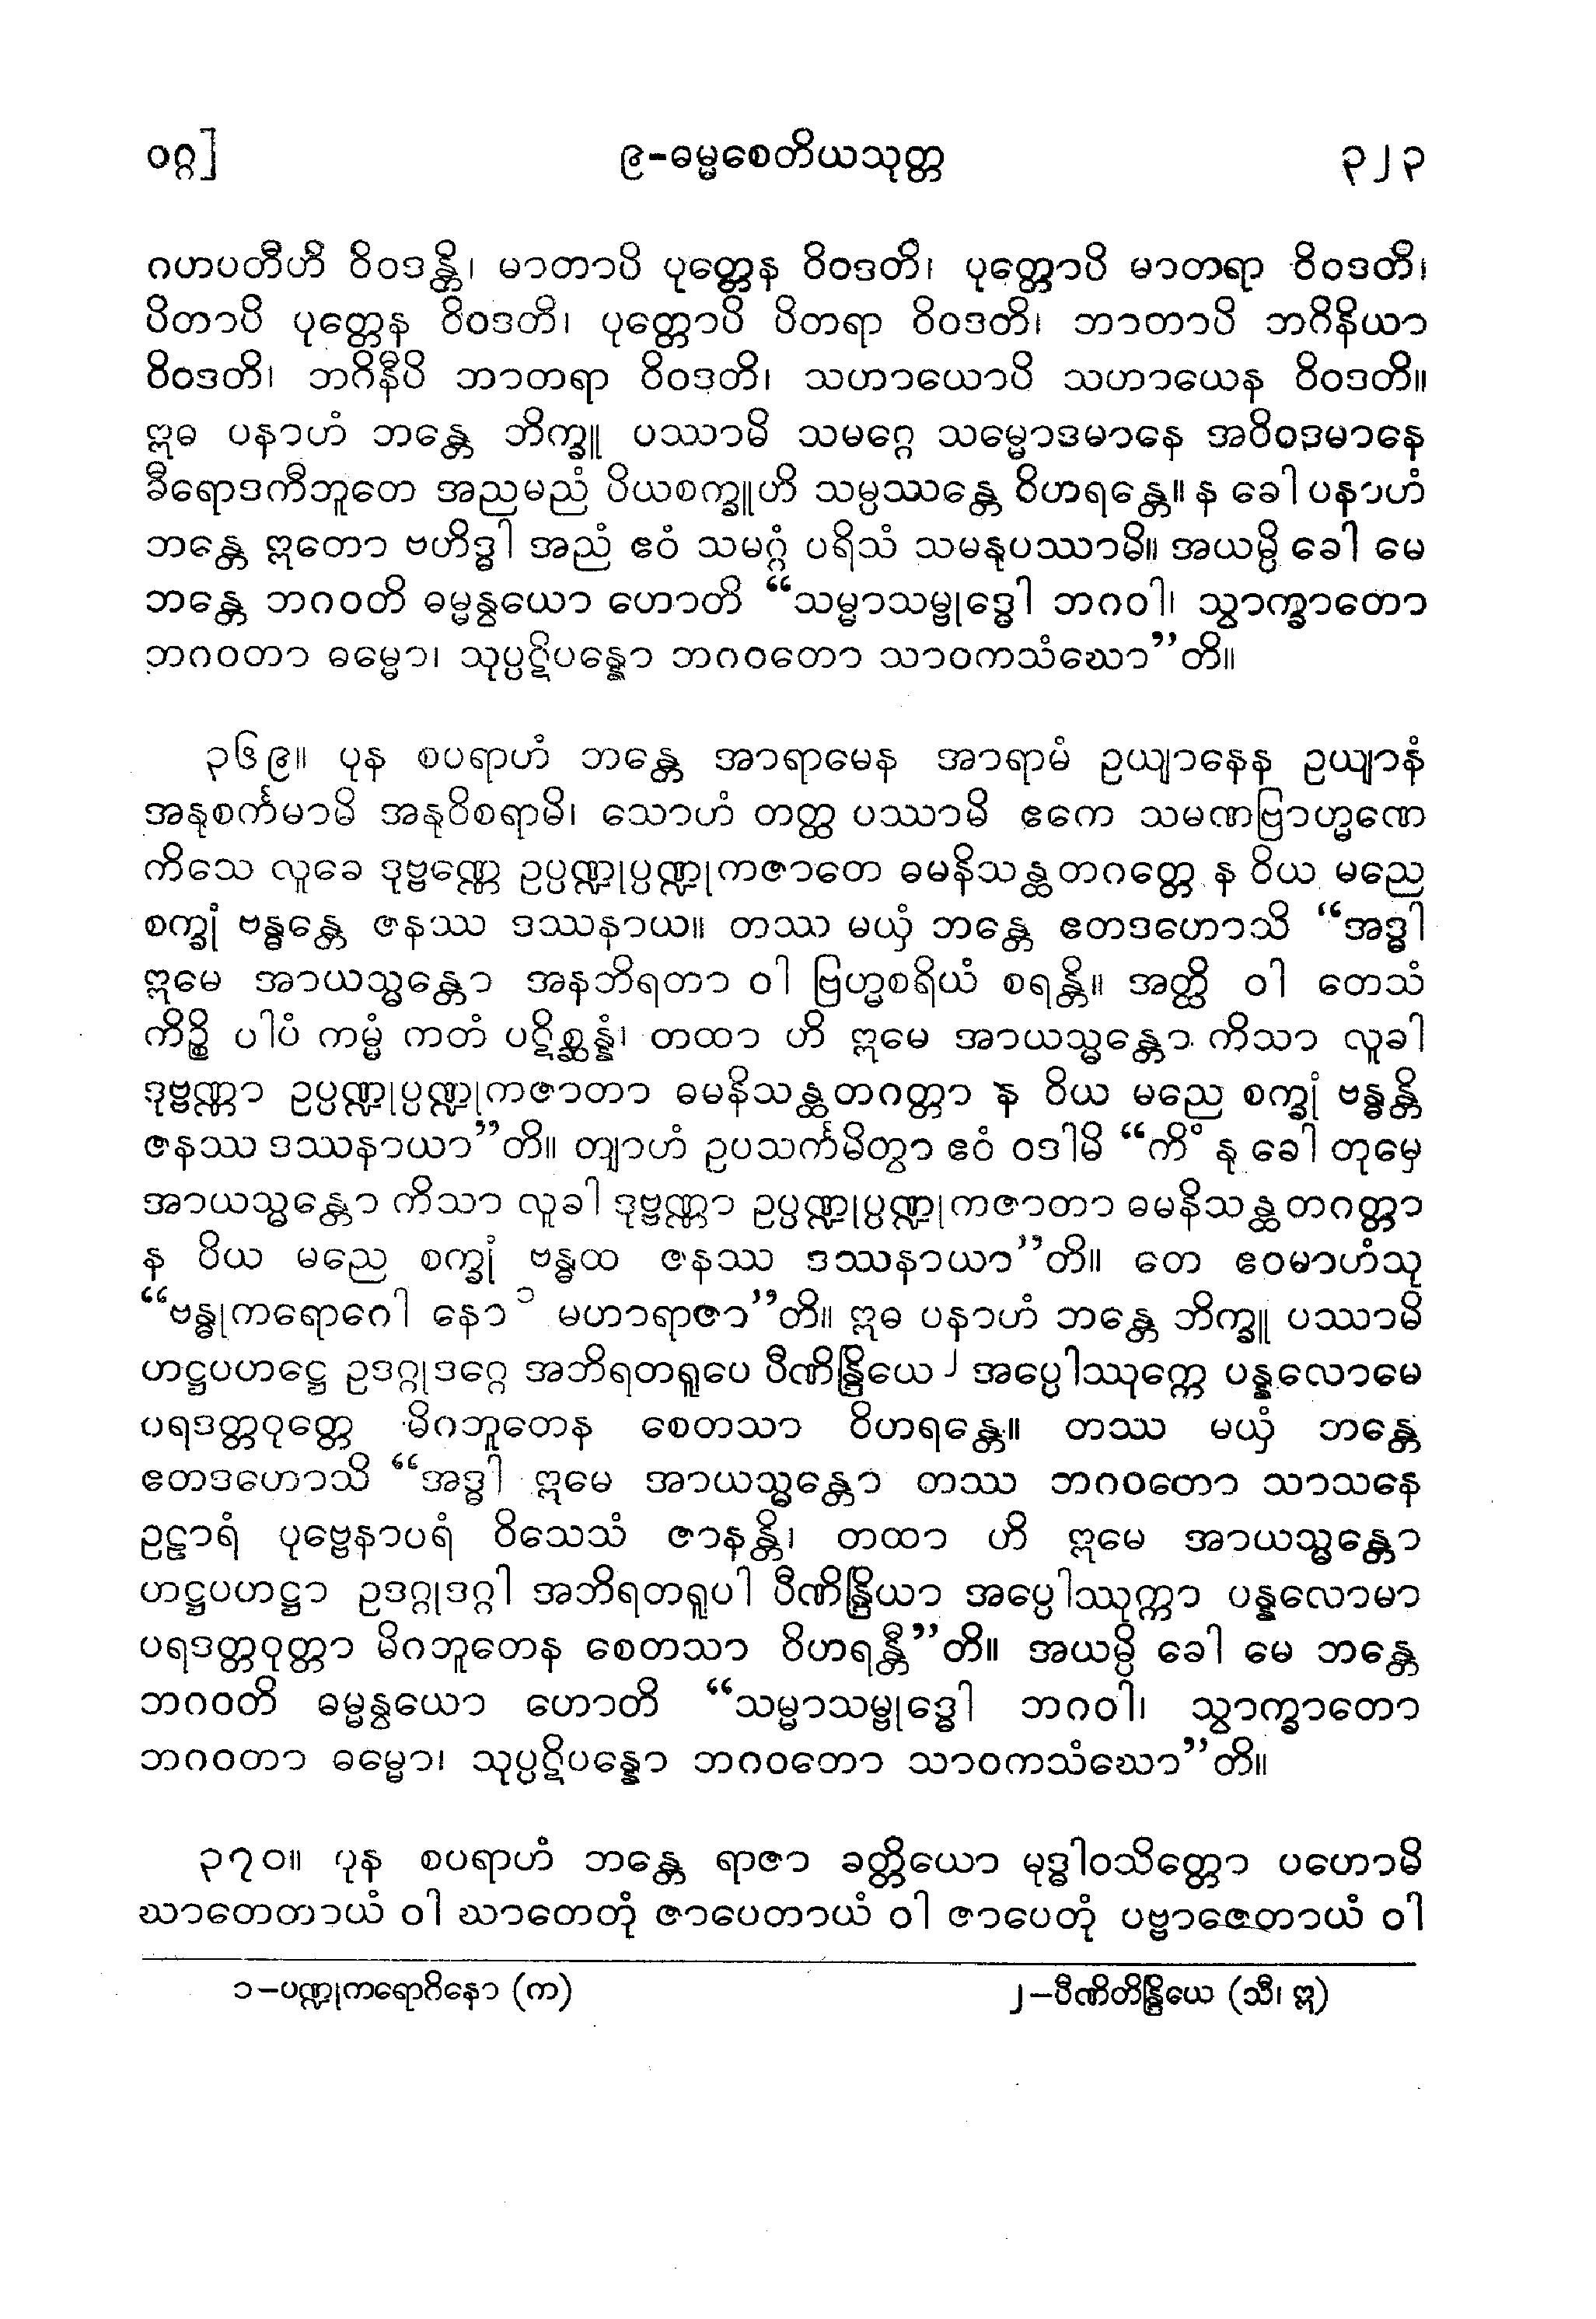 ဝဂ္ဂ]
၉-ဓမ္မစေတိယသုတ္တ
၃၂၃
ဂဟပတီဟိ ဝိဝဒန္တိ၊ မာတာပိ ပုတ္တေန ဝိဝဒတိ၊ ပုတ္တောပိ မာတရာ ဝိဝဒတိ၊
ပိတာပိ ပုတ္တေန ဝိဝဒတိ၊ ပုတ္တောပိ ပိတရာ ဝိဝဒတိ၊ ဘာတာပိ ဘဂိနိယာ
ဝိဝဒတိ၊ ဘဂိနီပိ ဘာတရာ ဝိဝဒတိ၊ သဟာယောပိ သဟာယေန ဝိဝဒတိ။
ဣဓ ပနာဟံ ဘန္တေ ဘိက္ခူ ပဿာမိ သမဂ္ဂေ သမ္မောဒမာနေ အဝိဝဒမာနေ
ခီရောဒကီဘူတေ အညမညံ ပိယစက္ခူဟိ သမ္ပဿန္တေ ဝိဟရန္တေ။ န ခေါ ပနာဟံ
ဘန္တေ ဣတော ဗဟိဒ္ဓါ အညံ ဧဝံ သမဂ္ဂံ ပရိသံ သမနုပဿာမိ။ အယမ္ပိ ခေါ မေ
ဘန္တေ ဘဂဝတိ ဓမ္မန္ဝယော ဟောတိ “သမ္မာသမ္ဗုဒ္ဓေါ ဘဂဝါ၊ သွာက္ခာတော
ဘဂဝတာ ဓမ္မော၊ သုပ္ပဋိပန္နော ဘဂဝတော သာဝကသံဃော”တိ။
၃၆၉။ ပုန စပရာဟံ ဘန္တေ အာရာမေန အာရာမံ ဥယျာနေန ဥယျာနံ
အနုစင်္ကမာမိ အနုဝိစရာမိ၊ သောဟံ တတ္ထ ပဿာမိ ဧကေ သမဏဗြာဟ္မဏေ
ကိသေ လူခေ ဒုဗ္ဗဏ္ဏေ ဥပ္ပဏ္ဍုပ္ပဏ္ဍုကဇာတေ ဓမနိသန္ထတဂတ္တေ န ဝိယ မညေ
စက္ခုံ ဗန္ဓန္တေ ဇနဿ ဒဿနာယ။ တဿ မယှံ ဘန္တေ ဧတဒဟောသိ “အဒ္ဓါ
ဣမေ အာယသ္မန္တော အနဘိရတာ ဝါ ဗြဟ္မစရိယံ စရန္တိ။ အတ္ထိ ဝါ တေသံ
ကိဉ္စိ ပါပံ ကမ္မံ ကတံ ပဋိစ္ဆန္နံ၊ တထာ ဟိ ဣမေ အာယသ္မန္တော ကိသာ လူခါ
ဒုဗ္ဗဏ္ဏာ ဥပ္ပဏ္ဍုပ္ပဏ္ဍုကဇာတာ ဓမနိသန္ထတဂတ္တာ န ဝိယ မညေ စက္ခုံ ဗန္ဓန္တိ
ဇနဿ ဒဿနာယာ”တိ။ တျာဟံ ဥပသင်္ကမိတွာ ဧဝံ ဝဒါမိ “ကိံ နု ခေါ တုမှေ
အာယသ္မန္တော ကိသာ လူခါ ဒုဗ္ဗဏ္ဏာ ဥပ္ပဏ္ဍုပ္ပဏ္ဍုကဇာတာ ဓမနိသန္ထတဂတ္တာ
န ဝိယ မညေ စက္ခုံ ဗန္ဓထ ဇနဿ ဒဿနာယာ”တိ။ တေ ဧဝမာဟံသု
“ဗန္ဓုကရောဂေါ နော ၁ မဟာရာဇာ”တိ။ ဣဓ ပနာဟံ ဘန္တေ ဘိက္ခူ ပဿာမိ
ဟဋ္ဌပဟဋ္ဌေ ဥဒဂ္ဂုဒဂ္ဂေ အဘိရတရူပေ ပီဏိန္ဒြိယေ ၂ အပ္ပေါဿုက္ကေ ပန္နလောမေ
ပရဒတ္တဝုတ္တေ မိဂဘူတေန စေတသာ ဝိဟရန္တေ။ တဿ မယှံ ဘန္တေ
ဧတဒဟောသိ “အဒ္ဓါ ဣမေ အာယသ္မန္တော တဿ ဘဂဝတော သာသနေ
ဥဠာရံ ပုဗ္ဗေနာပရံ ဝိသေသံ ဇာနန္တိ၊ တထာ ဟိ ဣမေ အာယသ္မန္တော
ဟဋ္ဌပဟဋ္ဌာ ဥဒဂ္ဂုဒဂ္ဂါ အဘိရတရူပါ ပီဏိန္ဒြိယာ အပ္ပေါဿုက္ကာ ပန္နလောမာ
ပရဒတ္တဝုတ္တာ မိဂဘူတေန စေတသာ ဝိဟရန္တီ”တိ။ အယမ္ပိ ခေါ မေ ဘန္တေ
ဘဂဝတိ ဓမ္မန္ဝယော ဟောတိ “သမ္မာသမ္ဗုဒ္ဓေါ ဘဂဝါ၊ သွာက္ခာတော
ဘဂဝတာ ဓမ္မော၊ သုပ္ပဋိပန္နော ဘဂဝတော သာဝကသံဃော”တိ။
၃၇၀။ ပုန စပရာဟံ ဘန္တေ ရာဇာ ခတ္တိယော မုဒ္ဓါဝသိတ္တော ပဟောမိ
ဃာတေတာယံ ဝါ ဃာတေတုံ ဇာပေတာယံ ဝါ ဇာပေတုံ ပဗ္ဗာဇေတာယံ ဝါ
၁-ပဏ္ဍုကရောဂိနော (က)
၂-ပီဏိတိန္ဒြိယေ (သီ၊ ဣ)